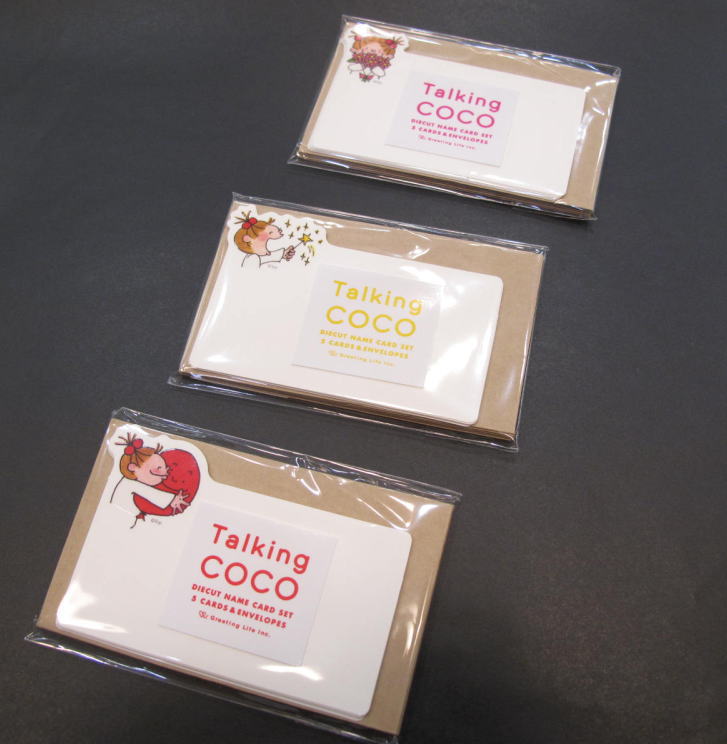 Talking
COCO
DIECUT NAME CARD SET
5 CARDS & ENVELOPES
Greeting Life Inc.
Talking
COCO
DIECUT NAME CARD SET
5 CARDS & ENVELOPES
Greeting Life Inc.
Talking
COCO
DIECUT NAME CARD SET
5 CARDS & ENVELOPES
Greeting Life Inc.